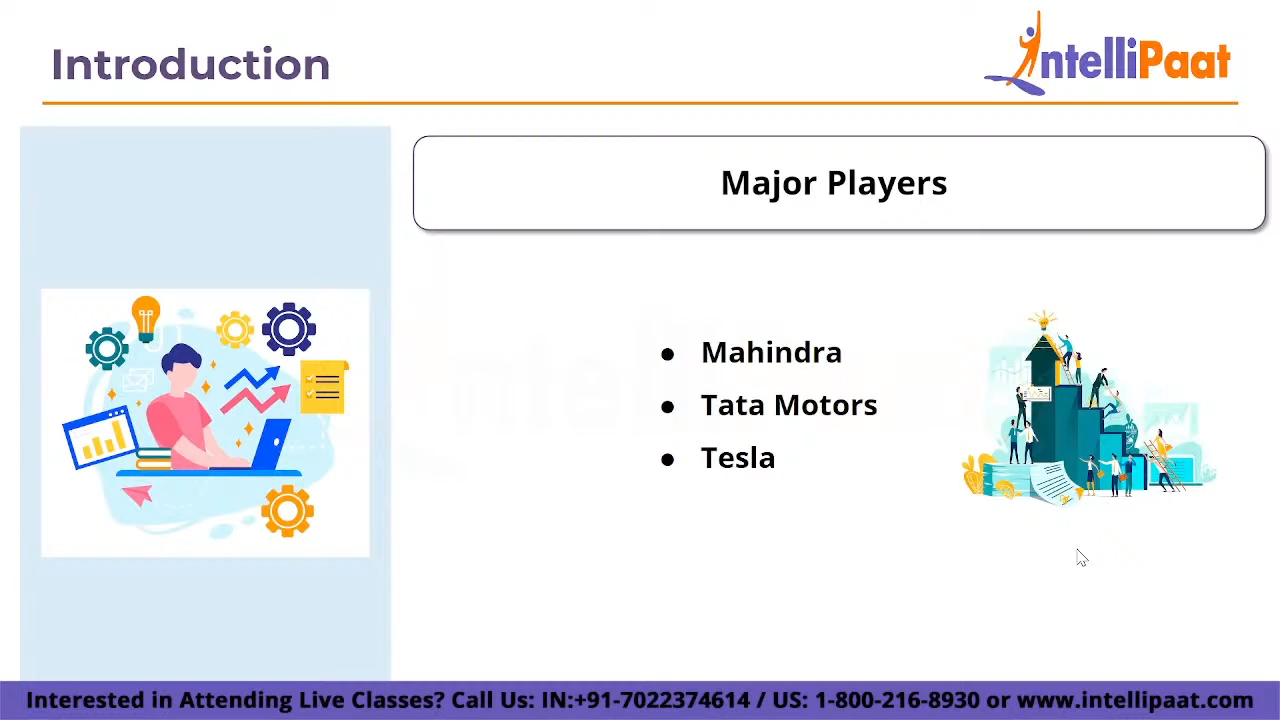 Introduction
IntelliPaat
Major Players
● Mahindra
● Tata Motors
● Tesla
Interested in Attending Live Classes? Call Us: IN:+91-7022374614 / US: 1-800-216-8930 or www.intellipaat.com